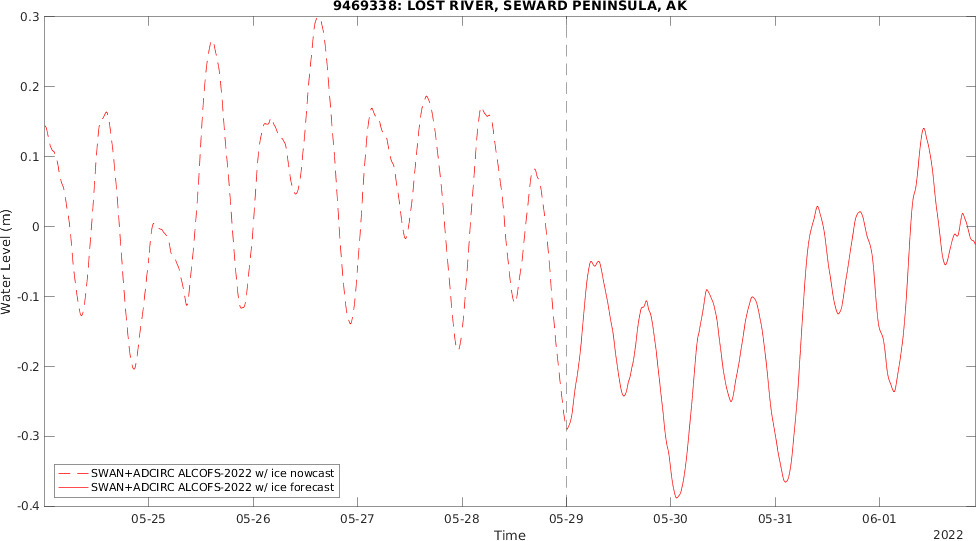 9469338: LOST RIVER, SEWARD PENINSULA, AK
0.3
0.2
0.1
0
-0.1
-0.2
-0.3
-0.4
Water Level (m)
SWAN+ADCIRC ALCOFS-2022 w/ ice nowcast
SWAN+ADCIRC ALCOFS-2022 w/ ice forecast
05-25 05-26 05-27 05-28 05-29 05-30 05-31 06-01
Time
2022